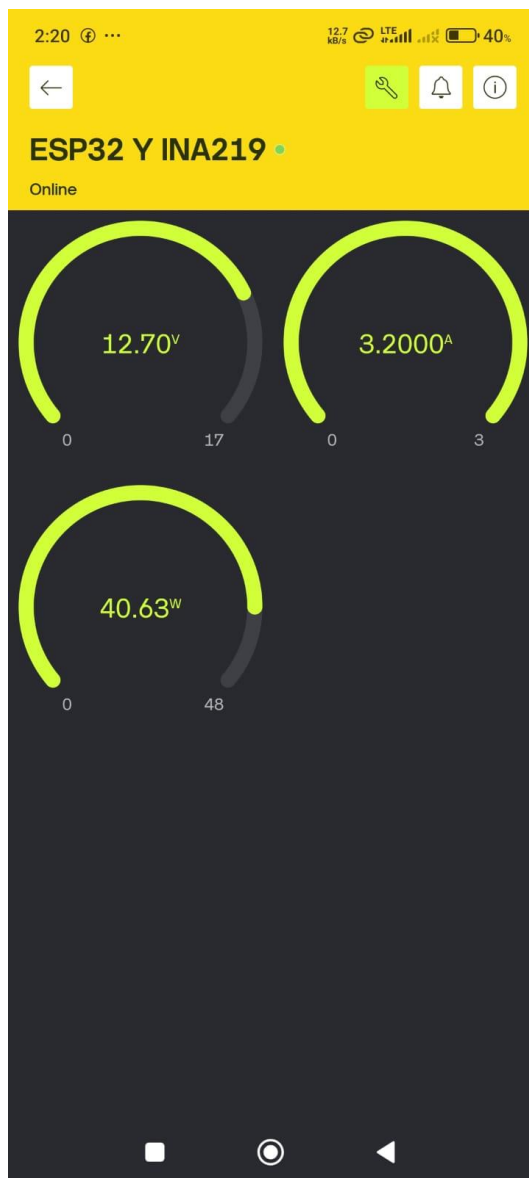 2:20 ... 12.7 kB/s LTE 40%
ESP32 Y INA219
Online
12.70V 3.2000A
0 17 0 3
40.63W
0 48